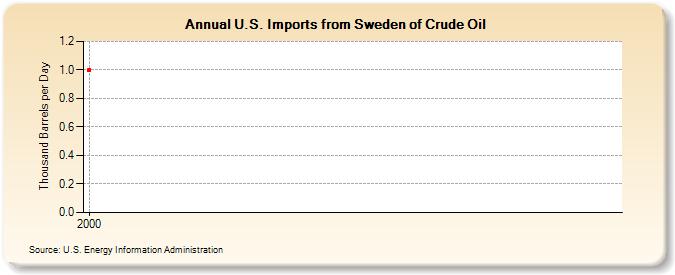 Annual U.S. Imports from Sweden of Crude Oil
Thousand Barrels per Day
1.2
1.0
0.8
0.6
0.4
0.2
0.0
2000
Source: U.S. Energy Information Administration